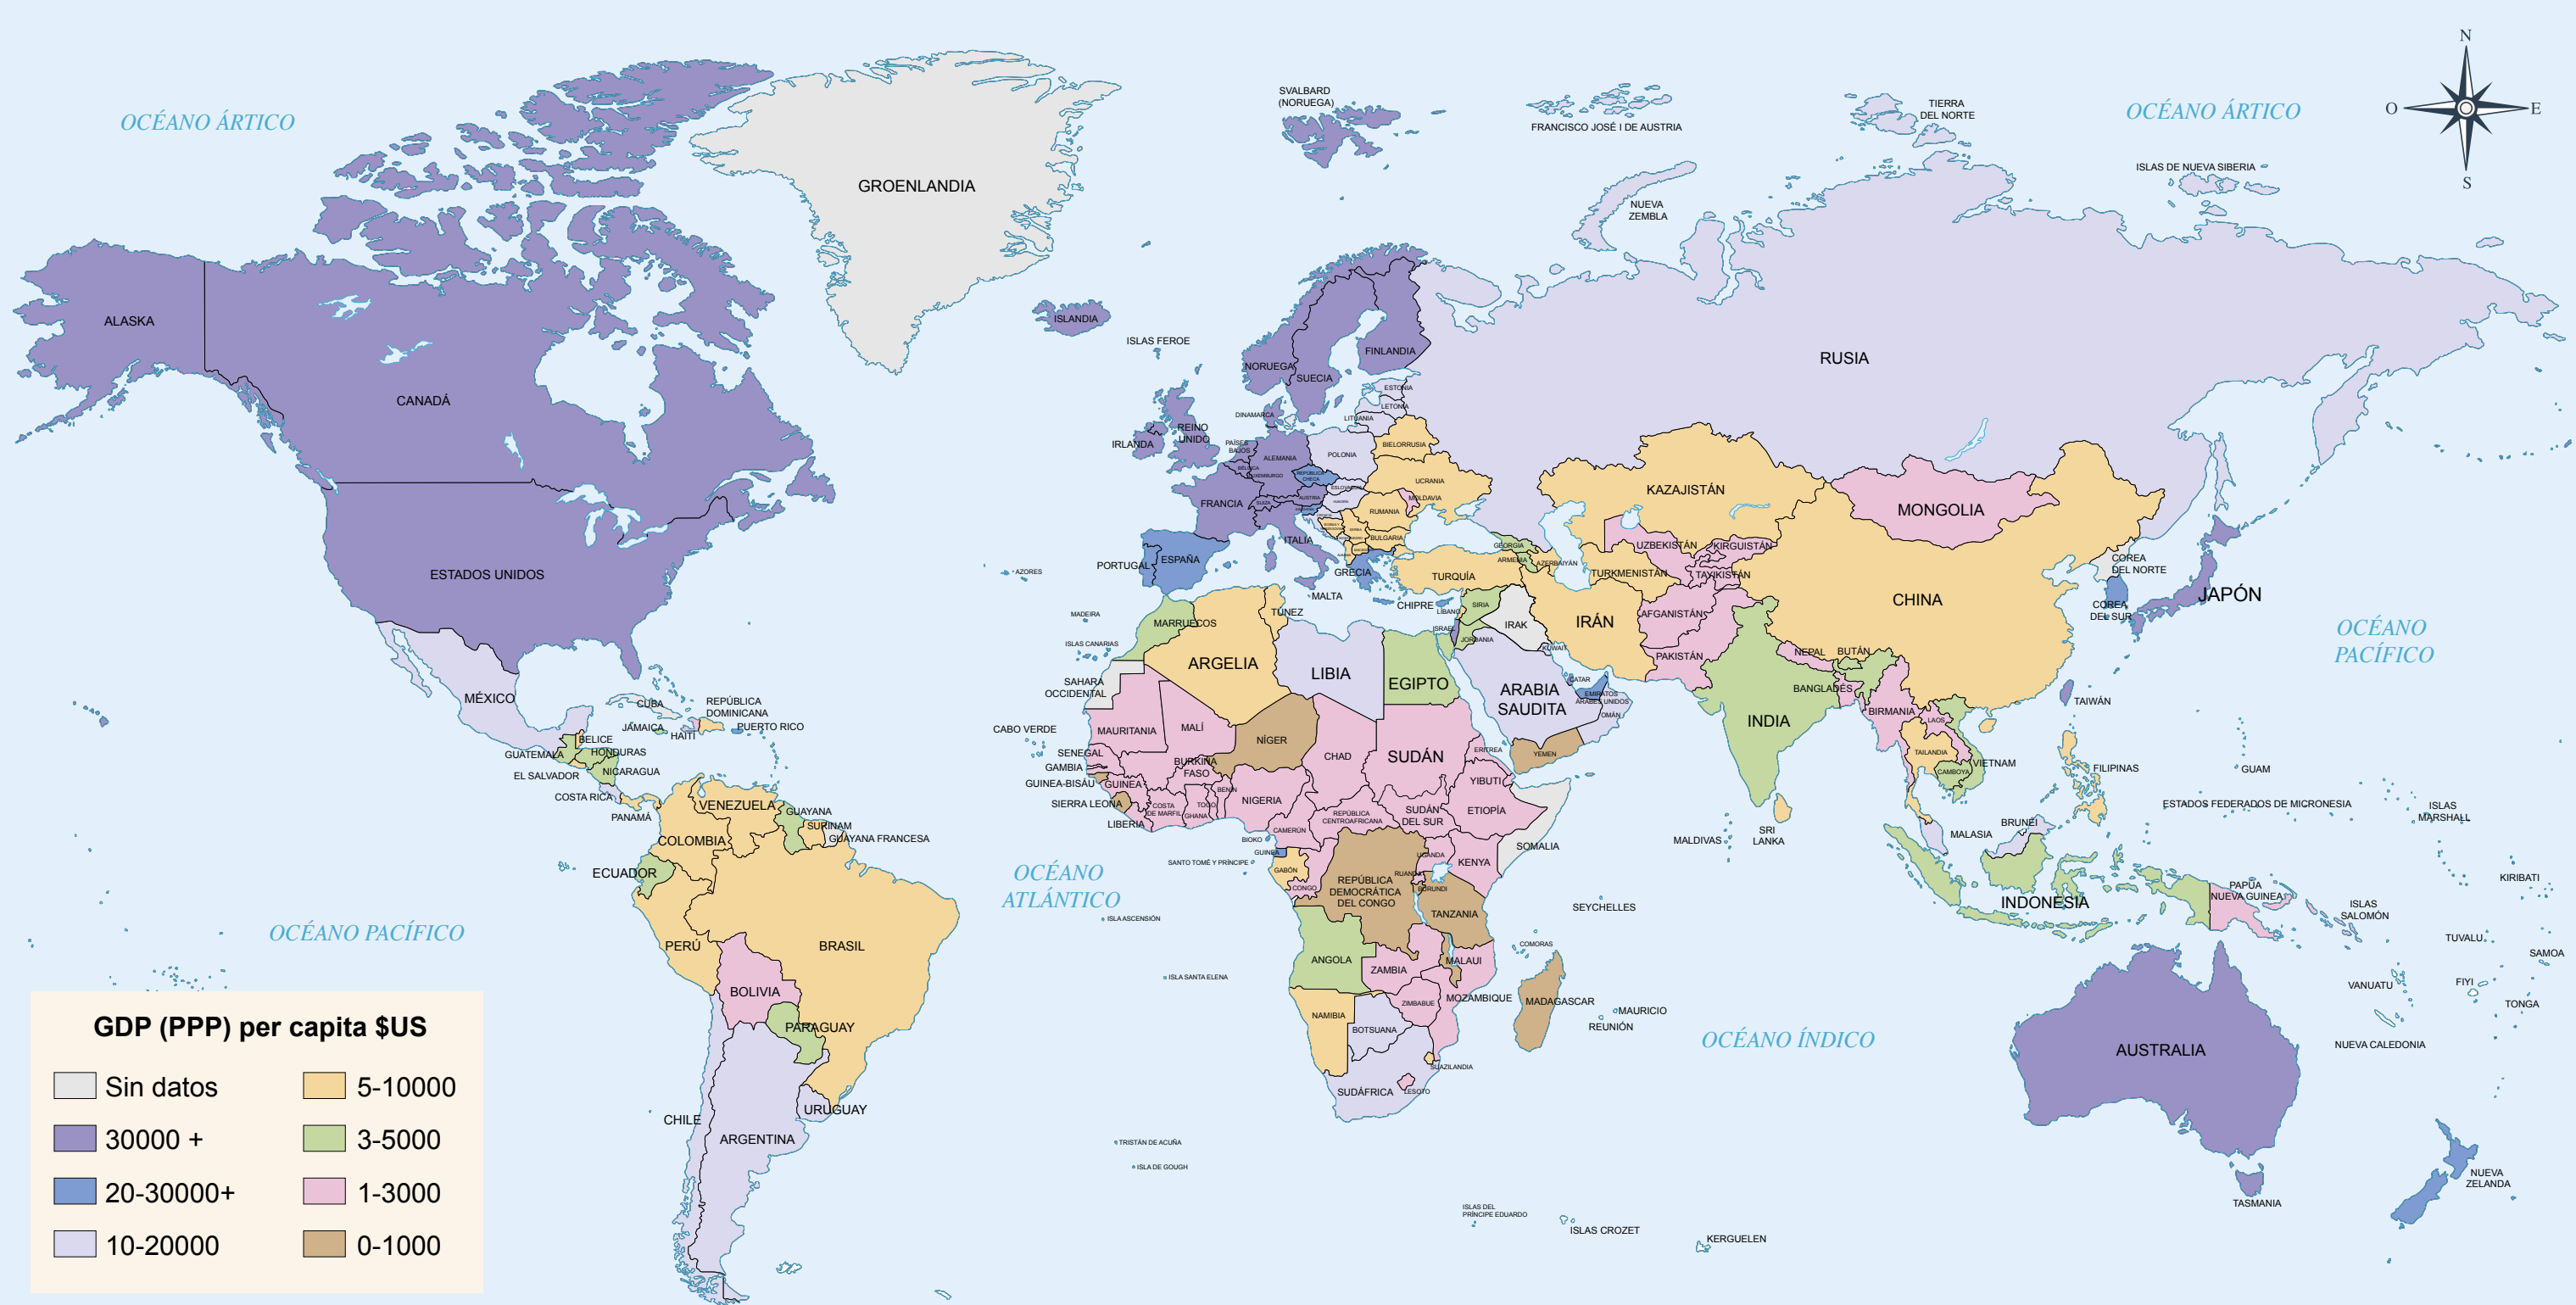 N
O
E
S
OCÉANO ÁRTICO
OCÉANO ÁRTICO
SVALBARD
(NORUEGA)
FRANCISCO JOSÉ I DE AUSTRIA
TIERRA
DEL NORTE
ISLAS DE NUEVA SIBERIA
NUEVA
ZEMBLA
GROENLANDIA
ALASKA
CANADÁ
ISLANDIA
ISLAS FEROE
NORUEGA
SUECIA
FINLANDIA
RUSIA
ESTONIA
LETONIA
LITUANIA
DINAMARCA
REINO
UNIDO
IRLANDA
PAÍSES
BAJOS
BÉLGICA
LUXEMBURGO
ALEMANIA
POLONIA
BIELORRUSIA
REPÚBLICA
CHECA
UCRANIA
ESLOVAQUIA
AUSTRIA
SUIZA
MOLDAVIA
FRANCIA
RUMANIA
BULGARIA
ITALIA
PORTUGAL
ESPAÑA
GRECIA
MALTA
CHIPRE
TURQUÍA
GEORGIA
ARMENIA
AZERBAIYÁN
KAZAJISTÁN
UZBEKISTÁN
KIRGUISTÁN
TURKMENISTÁN
TAYIKISTÁN
MONGOLIA
CHINA
COREA
DEL NORTE
COREA
DEL SUR
JAPÓN
OCÉANO
PACÍFICO
ESTADOS UNIDOS
MÉXICO
AZORES
MADEIRA
ISLAS CANARIAS
MARRUECOS
TÚNEZ
ARGELIA
LIBIA
EGIPTO
LÍBANO
SIRIA
ISRAEL
JORDANIA
IRAK
KUWAIT
IRÁN
AFGANISTÁN
PAKISTÁN
NEPAL
BUTÁN
BANGLADÉS
INDIA
BIRMANIA
LAOS
TAILANDIA
CAMBOYA
VIETNAM
TAIWÁN
FILIPINAS
GUAM
SAHARA
OCCIDENTAL
ARABIA
SAUDITA
CATAR
EMIRATOS
ÁRABES UNIDOS
OMÁN
YEMEN
CUBA
REPÚBLICA
DOMINICANA
JAMAICA
HAITÍ
PUERTO RICO
BELICE
GUATEMALA
HONDURAS
EL SALVADOR
NICARAGUA
COSTA RICA
PANAMÁ
CABO VERDE
SENEGAL
GAMBIA
GUINEA-BISÁU
GUINEA
SIERRA LEONA
LIBERIA
MAURITANIA
MALÍ
BURKINA
FASO
COSTA
DE MARFIL
GHANA
TOGO
BENÍN
NÍGER
NIGERIA
CHAD
SUDÁN
ERITREA
YIBUTI
ETIOPÍA
SUDÁN
DEL SUR
REPÚBLICA
CENTROAFRICANA
CAMERÚN
BIOKO
GUINEA
SANTO TOMÉ Y PRÍNCIPE
GABÓN
CONGO
REPÚBLICA
DEMOCRÁTICA
DEL CONGO
UGANDA
RUANDA
BURUNDI
KENYA
SOMALIA
TANZANIA
SEYCHELLES
COMORAS
ANGOLA
ZAMBIA
MALAUI
MOZAMBIQUE
ZIMBABUE
NAMIBIA
BOTSUANA
SUDÁFRICA
SUAZILANDIA
LESOTO
MADAGASCAR
MAURICIO
REUNIÓN
VENEZUELA
GUAYANA
SURINAM
GUAYANA FRANCESA
COLOMBIA
ECUADOR
PERÚ
BRASIL
BOLIVIA
PARAGUAY
CHILE
ARGENTINA
URUGUAY
OCÉANO PACÍFICO
OCÉANO
ATLÁNTICO
ISLA ASCENSIÓN
ISLA SANTA ELENA
TRISTÁN DE ACUÑA
ISLA DE GOUGH
MALDIVAS
SRI
LANKA
MALASIA
BRUNÉI
INDONESIA
PAPÚA
NUEVA GUINEA
ISLAS
SALOMÓN
ESTADOS FEDERADOS DE MICRONESIA
ISLAS
MARSHALL
KIRIBATI
TUVALU
SAMOA
VANUATU
FIYI
TONGA
NUEVA CALEDONIA
OCÉANO ÍNDICO
AUSTRALIA
TASMANIA
NUEVA
ZELANDA
ISLAS DEL
PRÍNCIPE EDUARDO
ISLAS CROZET
KERGUELEN
GDP (PPP) per capita $US
Sin datos
30000 +
20-30000+
10-20000
5-10000
3-5000
1-3000
0-1000